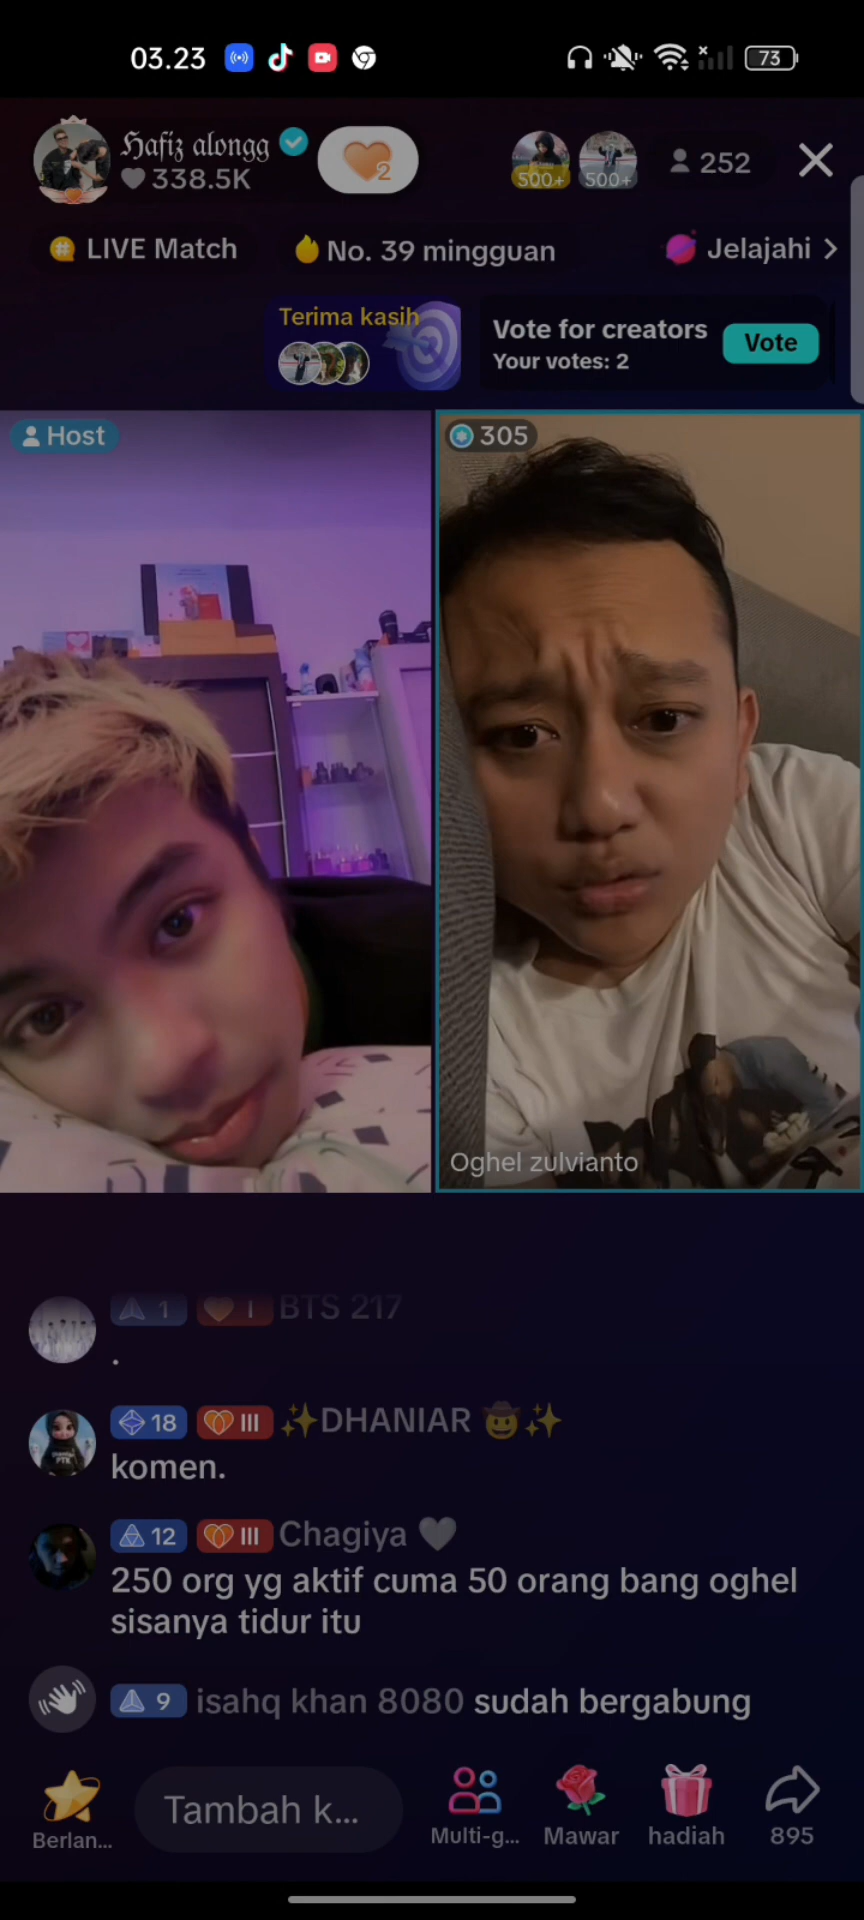 03.23
73
ℌafiz alongg
338.5K
2
500+
500+
252
LIVE Match
No. 39 mingguan
Jelajahi
Terima kasih
Vote for creators
Your votes: 2
Vote
Host
305
Oghel zulvianto
1 I BTS 217
.
18 III ✨DHANIAR 🤠✨
komen.
12 III Chagiya 🤍
250 org yg aktif cuma 50 orang bang oghel
sisanya tidur itu
9 isahq khan 8080 sudah bergabung
Berlan...
Tambah k...
Multi-g...
Mawar
hadiah
895